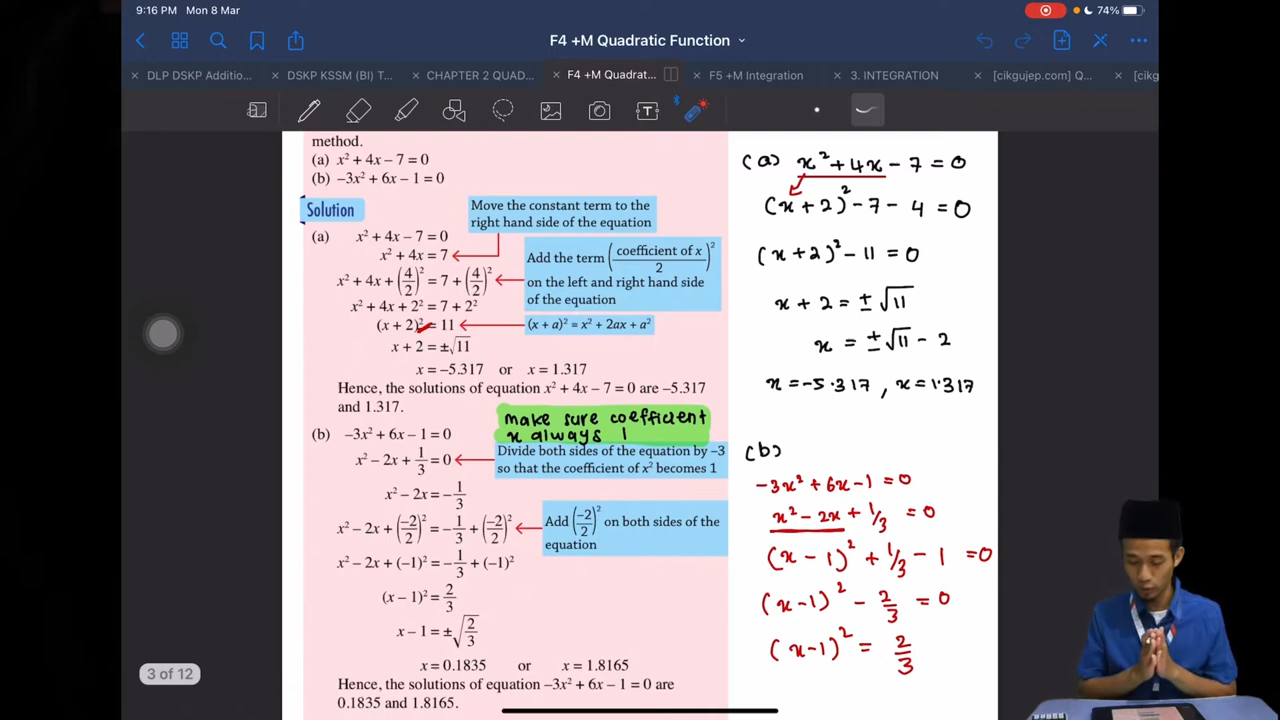 9:16 PM Mon 8 Mar
74%
F4 +M Quadratic Function
DLP DSKP Additio...
DSKP KSSM (BI) T...
CHAPTER 2 QUAD...
F4 +M Quadrat...
F5 +M Integration
3. INTEGRATION
[cikgujep.com] Q...
[cikg
method.
(a) x² + 4x − 7 = 0
(b) −3x² + 6x − 1 = 0
Solution
Move the constant term to the
right hand side of the equation
(a) x² + 4x − 7 = 0
x² + 4x = 7
Add the term (coefficient of x / 2)²
on the left and right hand side
of the equation
x² + 4x + (4/2)² = 7 + (4/2)²
x² + 4x + 2² = 7 + 2²
(x + 2)² = 11
(x + a)² = x² + 2ax + a²
x + 2 = ±√11
x = −5.317 or x = 1.317
Hence, the solutions of equation x² + 4x − 7 = 0 are −5.317
and 1.317.
make sure coefficient
x always 1
(b) −3x² + 6x − 1 = 0
Divide both sides of the equation by −3
so that the coefficient of x² becomes 1
x² − 2x + 1/3 = 0
x² − 2x = −1/3
x² − 2x + (−2/2)² = −1/3 + (−2/2)²
Add (−2/2)² on both sides of the
equation
x² − 2x + (−1)² = −1/3 + (−1)²
(x − 1)² = 2/3
x − 1 = ±√(2/3)
x = 0.1835 or x = 1.8165
Hence, the solutions of equation −3x² + 6x − 1 = 0 are
0.1835 and 1.8165.
3 of 12
(a) x² + 4x − 7 = 0
(x + 2)² − 7 − 4 = 0
(x + 2)² − 11 = 0
x + 2 = ±√11
x = ±√11 − 2
x = −5.317 , x = 1.317
(b)
−3x² + 6x − 1 = 0
x² − 2x + 1/3 = 0
(x − 1)² + 1/3 − 1 = 0
(x − 1)² − 2/3 = 0
(x − 1)² = 2/3